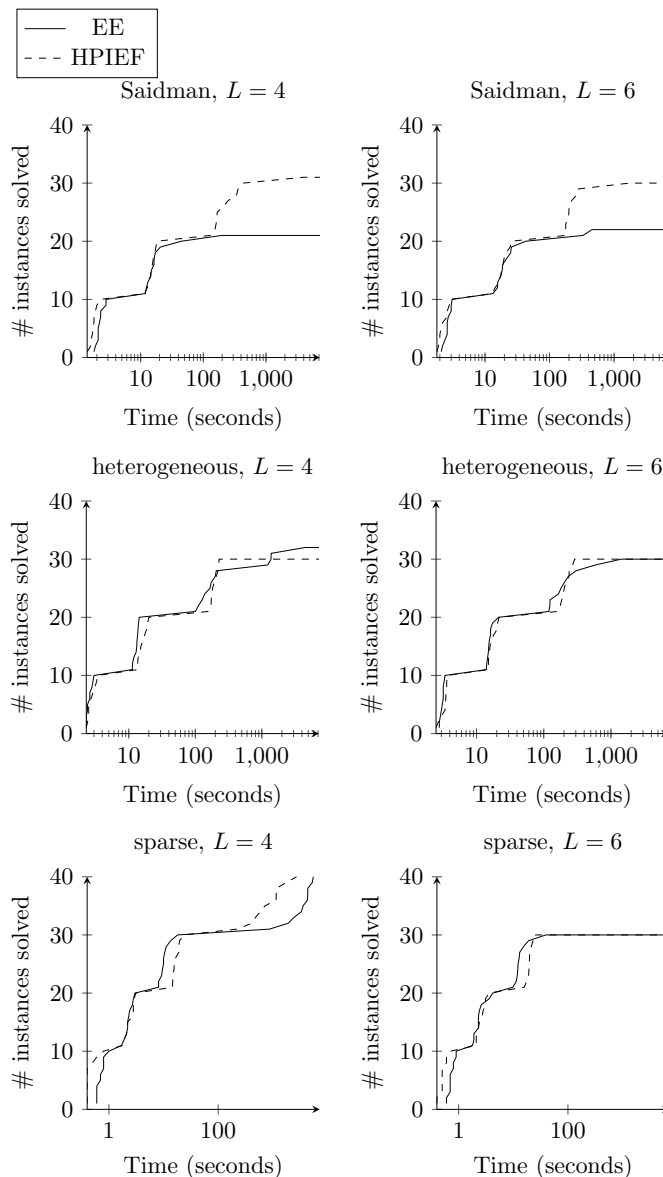 EE
HPIEF
Saidman, L = 4
40
30
20
10
0
# instances solved
10
100
1,000
Time (seconds)
Saidman, L = 6
40
30
20
10
0
# instances solved
10
100
1,000
Time (seconds)
heterogeneous, L = 4
40
30
20
10
0
# instances solved
10
100
1,000
Time (seconds)
heterogeneous, L = 6
40
30
20
10
0
# instances solved
10
100
1,000
Time (seconds)
sparse, L = 4
40
30
20
10
0
# instances solved
1
100
Time (seconds)
sparse, L = 6
40
30
20
10
0
# instances solved
1
100
Time (seconds)